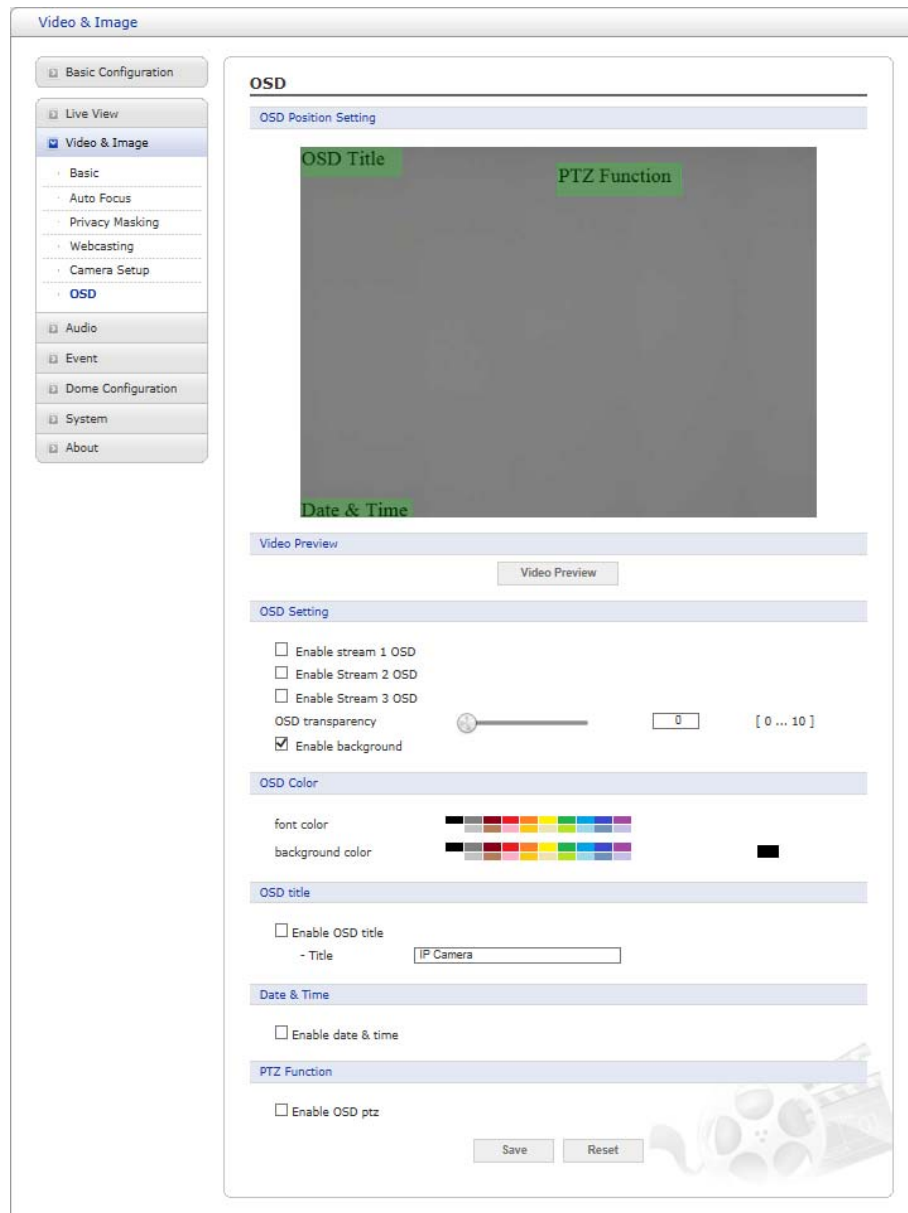 Video & Image
Basic Configuration
Live View
Video & Image
Basic
Auto Focus
Privacy Masking
Webcasting
Camera Setup
OSD
Audio
Event
Dome Configuration
System
About
OSD
OSD Position Setting
OSD Title
PTZ Function
Date & Time
Video Preview
Video Preview
OSD Setting
Enable stream 1 OSD
Enable Stream 2 OSD
Enable Stream 3 OSD
OSD transparency 0 [ 0 ... 10 ]
Enable background
OSD Color
font color
background color
OSD title
Enable OSD title
- Title IP Camera
Date & Time
Enable date & time
PTZ Function
Enable OSD ptz
Save Reset